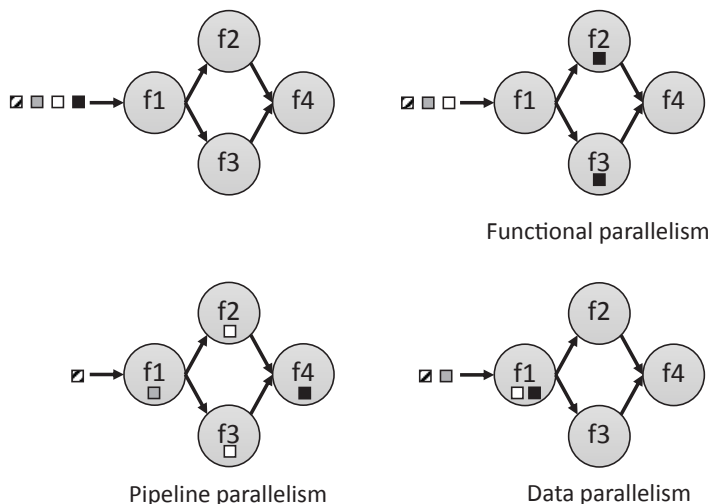 f2
f1
f4
f3
f2
f1
f4
f3
Functional parallelism
f2
f1
f4
f3
Pipeline parallelism
f2
f1
f4
f3
Data parallelism